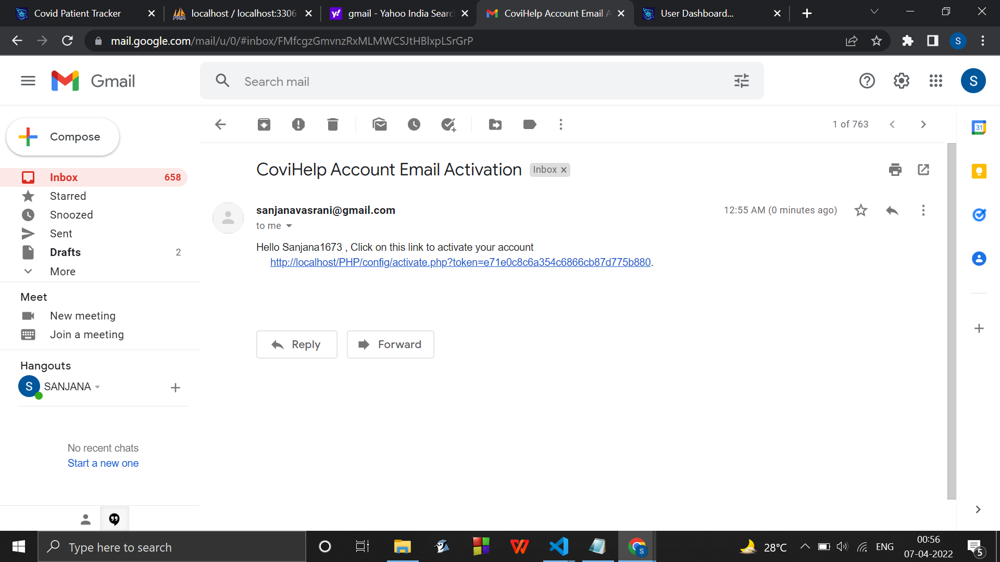 Covid Patient Tracker
localhost / localhost:3306
gmail - Yahoo India Searc
CoviHelp Account Email A
User Dashboard...
mail.google.com/mail/u/0/#inbox/FMfcgzGmvnzRxMLMWCSJtHBlxpLSrGrP
S
Gmail
Search mail
S
Compose
1 of 763
31
Inbox 658
Starred
Snoozed
Sent
Drafts 2
More
CoviHelp Account Email Activation
Inbox
sanjanavasrani@gmail.com
12:55 AM (0 minutes ago)
to me
Hello Sanjana1673 , Click on this link to activate your account
http://localhost/PHP/config/activate.php?token=e71e0c8c6a354c6866cb87d775b880.
Reply
Forward
Meet
New meeting
Join a meeting
Hangouts
S SANJANA
No recent chats
Start a new one
Type here to search
S
28°C
ENG
00:56
07-04-2022
5